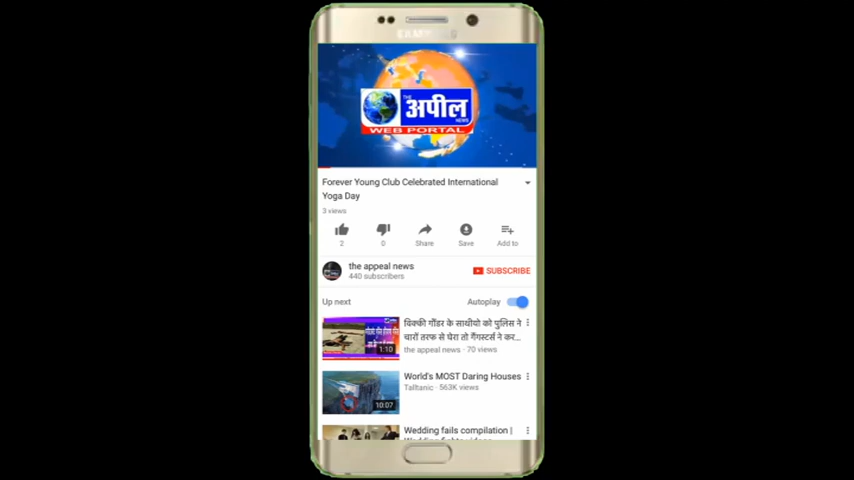 SAMSUNG
THE
अपील
NEWS
WEB PORTAL
Forever Young Club Celebrated International
Yoga Day
3 views
2
0
Share
Save
Add to
the appeal news
440 subscribers
SUBSCRIBE
Up next
Autoplay
विक्की गौंडर के साथीयो को पुलिस ने
चारों तरफ से घेरा तो गैंगस्टर्स ने कर...
the appeal news · 70 views
1:10
World's MOST Daring Houses
Talltanic · 563K views
10:07
Wedding fails compilation |